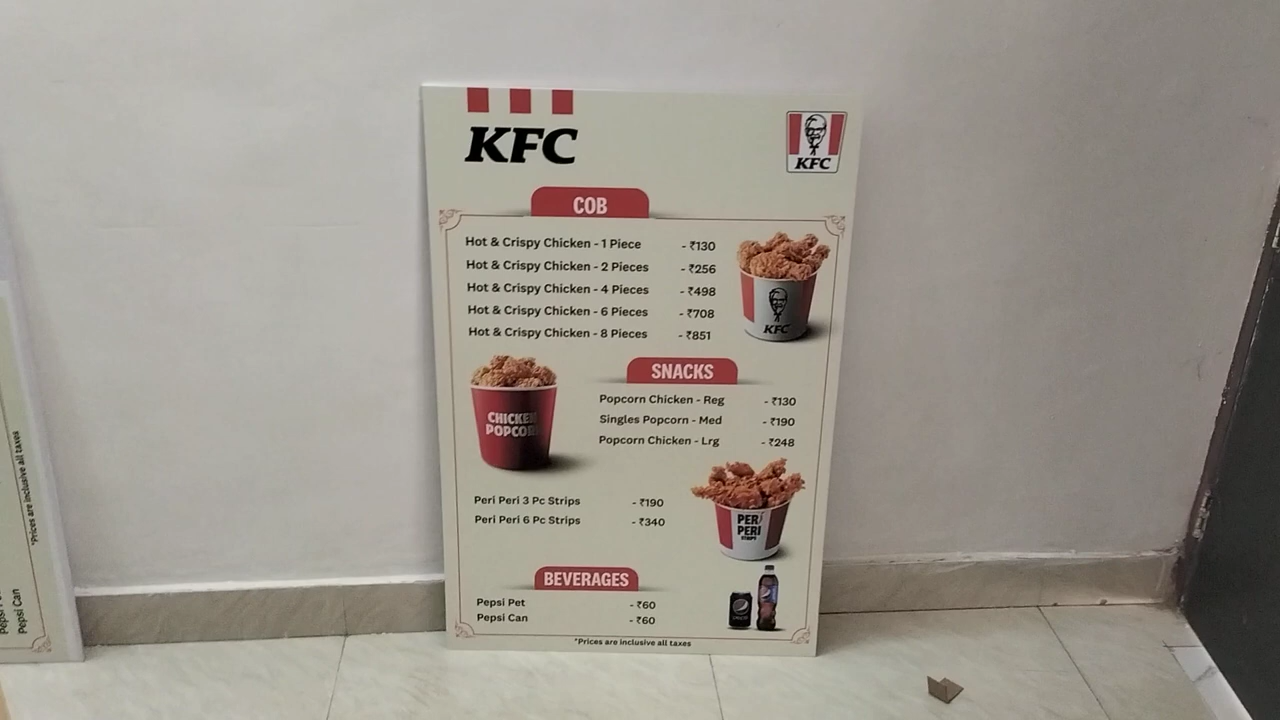 KFC
KFC
COB
Hot & Crispy Chicken - 1 Piece - ₹130
Hot & Crispy Chicken - 2 Pieces - ₹256
Hot & Crispy Chicken - 4 Pieces - ₹498
Hot & Crispy Chicken - 6 Pieces - ₹708
Hot & Crispy Chicken - 8 Pieces - ₹851
KFC
SNACKS
CHICKEN
POPCOR
Popcorn Chicken - Reg - ₹130
Singles Popcorn - Med - ₹190
Popcorn Chicken - Lrg - ₹248
Peri Peri 3 Pc Strips - ₹190
Peri Peri 6 Pc Strips - ₹340
PERi
PERI
STRIPS
BEVERAGES
Pepsi Pet - ₹60
Pepsi Can - ₹60
*Prices are inclusive all taxes
*Prices are inclusive all taxes
Pepsi Can